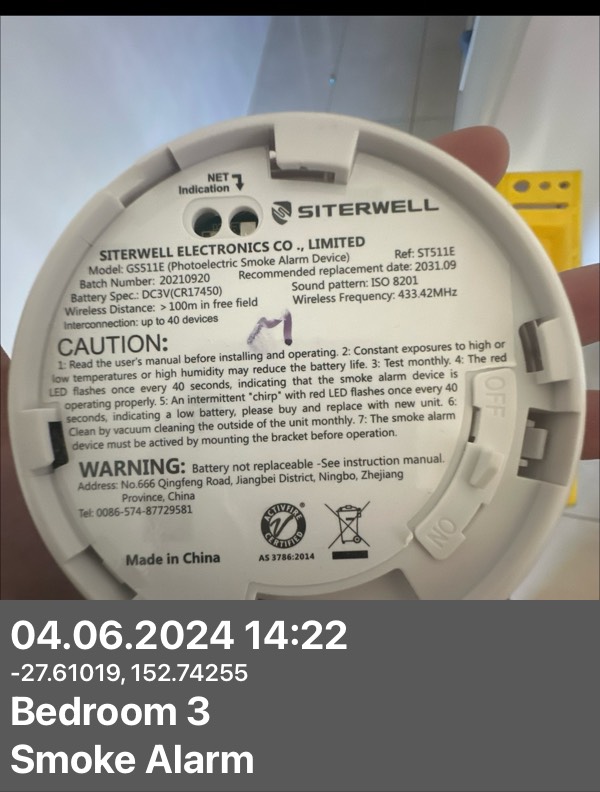 NET
Indication
SITERWELL
SITERWELL ELECTRONICS CO ., LIMITED
Model: GS511E (Photoelectric Smoke Alarm Device)
Ref: ST511E
Batch Number: 20210920
Recommended replacement date: 2031.09
Battery Spec.: DC3V(CR17450)
Sound pattern: ISO 8201
Wireless Distance: > 100m in free field
Wireless Frequency: 433.42MHz
Interconnection: up to 40 devices
M
CAUTION:
1: Read the user's manual before installing and operating. 2: Constant exposures to high or
low temperatures or high humidity may reduce the battery life. 3: Test monthly. 4: The red
LED flashes once every 40 seconds, indicating that the smoke alarm device is
operating properly. 5: An intermittent "chirp" with red LED flashes once every 40
seconds, indicating a low battery, please buy and replace with new unit. 6:
Clean by vacuum cleaning the outside of the unit monthly. 7: The smoke alarm
device must be actived by mounting the bracket before operation.
OFF
ON
WARNING: Battery not replaceable -See instruction manual.
Address: No.666 Qingfeng Road, Jiangbei District, Ningbo, Zhejiang
Province, China
Tel: 0086-574-87729581
ACTIVFIRE
CERTIFIED
Made in China
AS 3786:2014
04.06.2024 14:22
-27.61019, 152.74255
Bedroom 3
Smoke Alarm